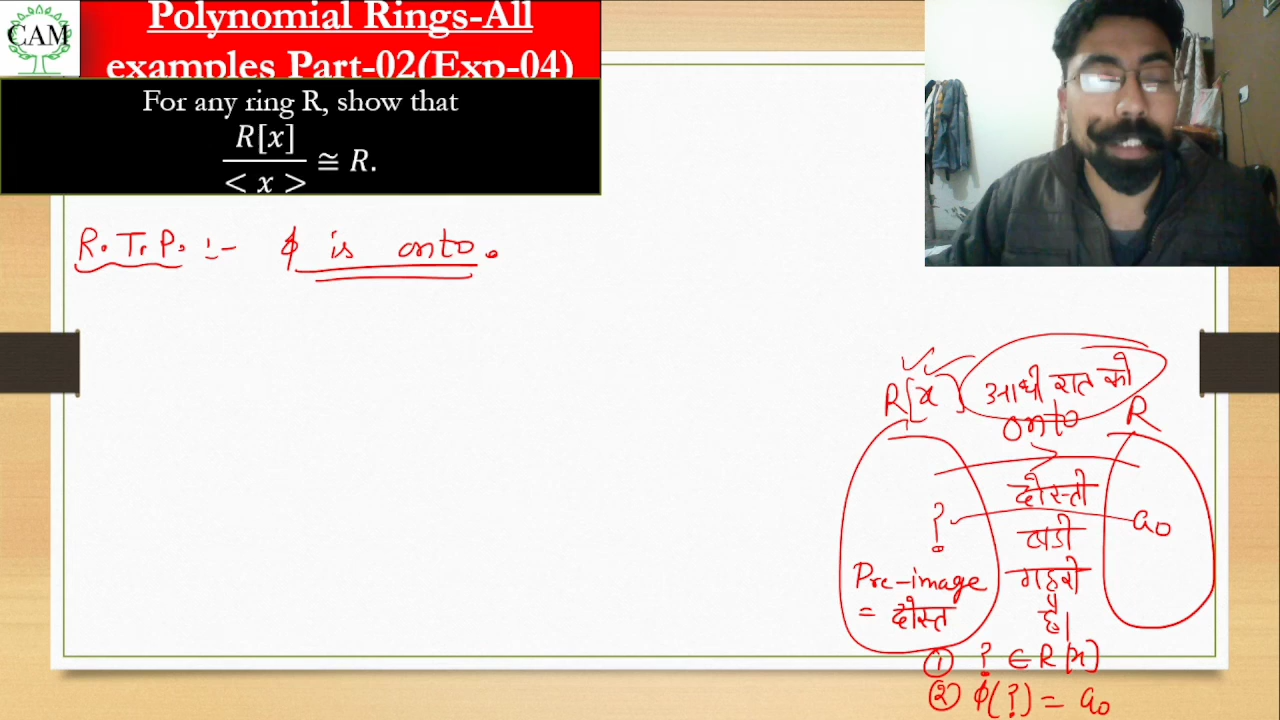 CAM
Polynomial Rings-All
examples Part-02(Exp-04)
For any ring R, show that
R[x]
< x > ≅ R.
R.T.P. :- ϕ is onto.
R[x] आधी रात को R
onto
दोस्ती
? a₀
बडी
Pre-image गहरी
= दोस्त है।
① ? ∈ R[x]
② ϕ(?) = a₀